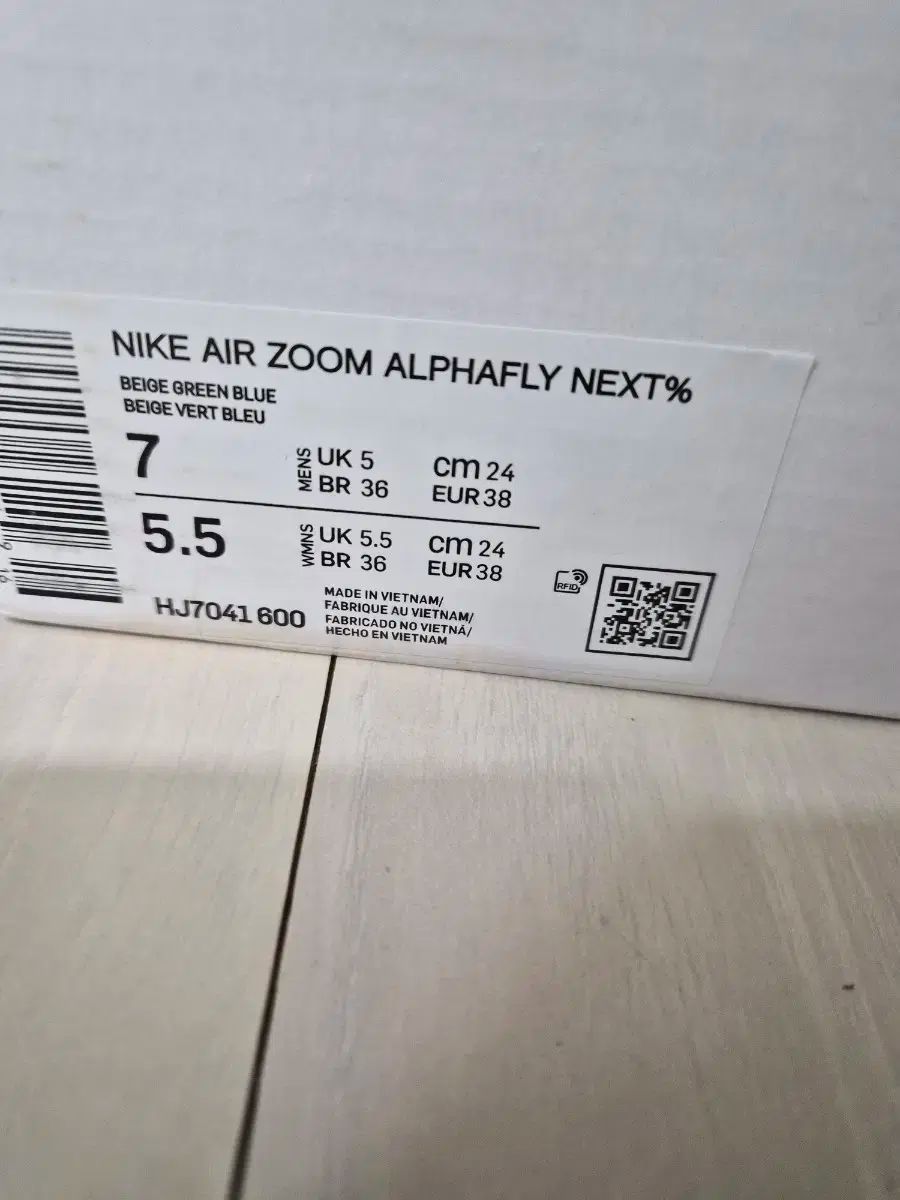 NIKE AIR ZOOM ALPHAFLY NEXT%
BEIGE GREEN BLUE
BEIGE VERT BLEU
7
MENS
UK 5
cm 24
BR 36
EUR 38
5.5
WMNS
UK 5.5
cm 24
BR 36
EUR 38
HJ7041 600
MADE IN VIETNAM/
FABRIQUE AU VIETNAM/
FABRICADO NO VIETNÁ/
HECHO EN VIETNAM
RFID